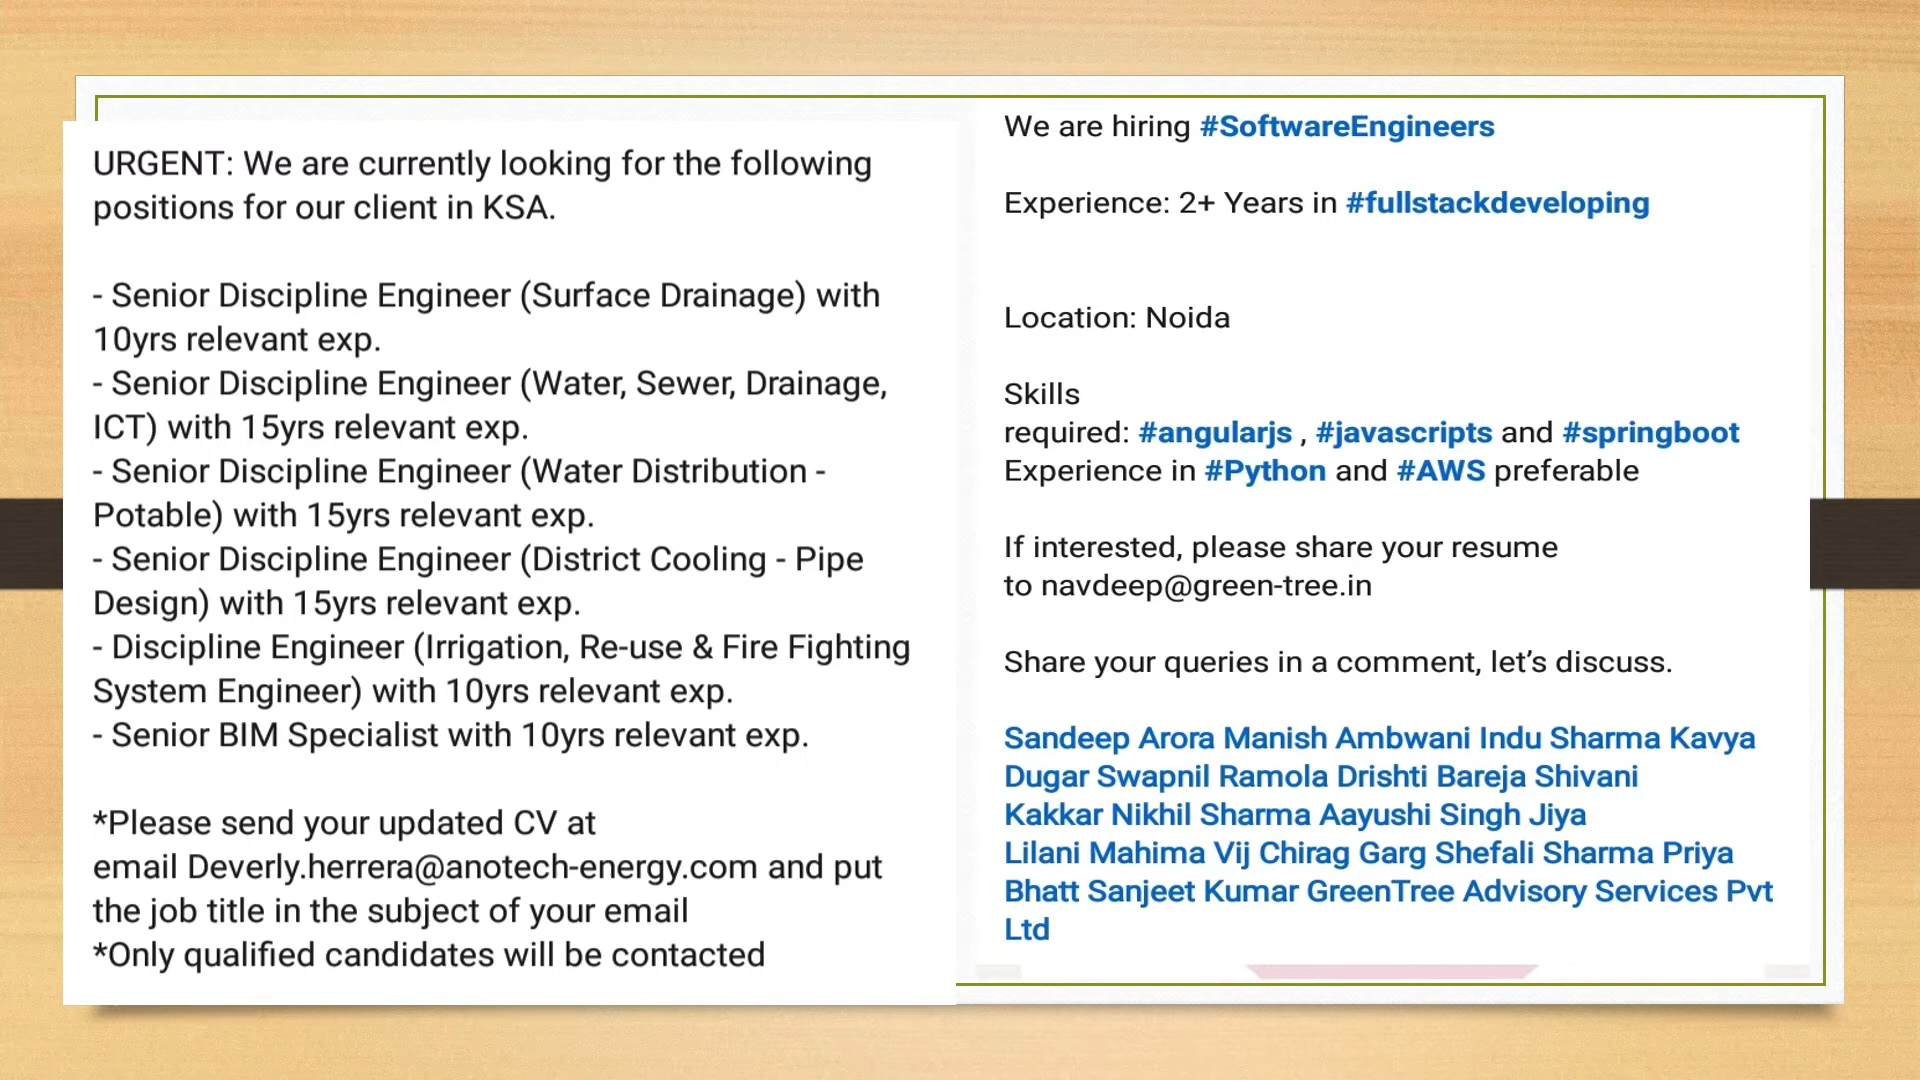 URGENT: We are currently looking for the following
positions for our client in KSA.
- Senior Discipline Engineer (Surface Drainage) with
10yrs relevant exp.
- Senior Discipline Engineer (Water, Sewer, Drainage,
ICT) with 15yrs relevant exp.
- Senior Discipline Engineer (Water Distribution -
Potable) with 15yrs relevant exp.
- Senior Discipline Engineer (District Cooling - Pipe
Design) with 15yrs relevant exp.
- Discipline Engineer (Irrigation, Re-use & Fire Fighting
System Engineer) with 10yrs relevant exp.
- Senior BIM Specialist with 10yrs relevant exp.
*Please send your updated CV at
email Deverly.herrera@anotech-energy.com and put
the job title in the subject of your email
*Only qualified candidates will be contacted
We are hiring #SoftwareEngineers
Experience: 2+ Years in #fullstackdeveloping
Location: Noida
Skills
required: #angularjs , #javascripts and #springboot
Experience in #Python and #AWS preferable
If interested, please share your resume
to navdeep@green-tree.in
Share your queries in a comment, let’s discuss.
Sandeep Arora Manish Ambwani Indu Sharma Kavya
Dugar Swapnil Ramola Drishti Bareja Shivani
Kakkar Nikhil Sharma Aayushi Singh Jiya
Lilani Mahima Vij Chirag Garg Shefali Sharma Priya
Bhatt Sanjeet Kumar GreenTree Advisory Services Pvt
Ltd